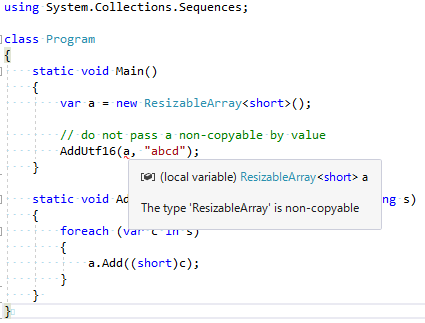 using System.Collections.Sequences;
class Program
{
static void Main()
{
var a = new ResizableArray<short>();
// do not pass a non-copyable by value
AddUtf16(a, "abcd");
}
(local variable) ResizableArray<short> a
The type 'ResizableArray' is non-copyable
static void Ad ng s)
{
foreach (var c in s)
{
a.Add((short)c);
}
}
}